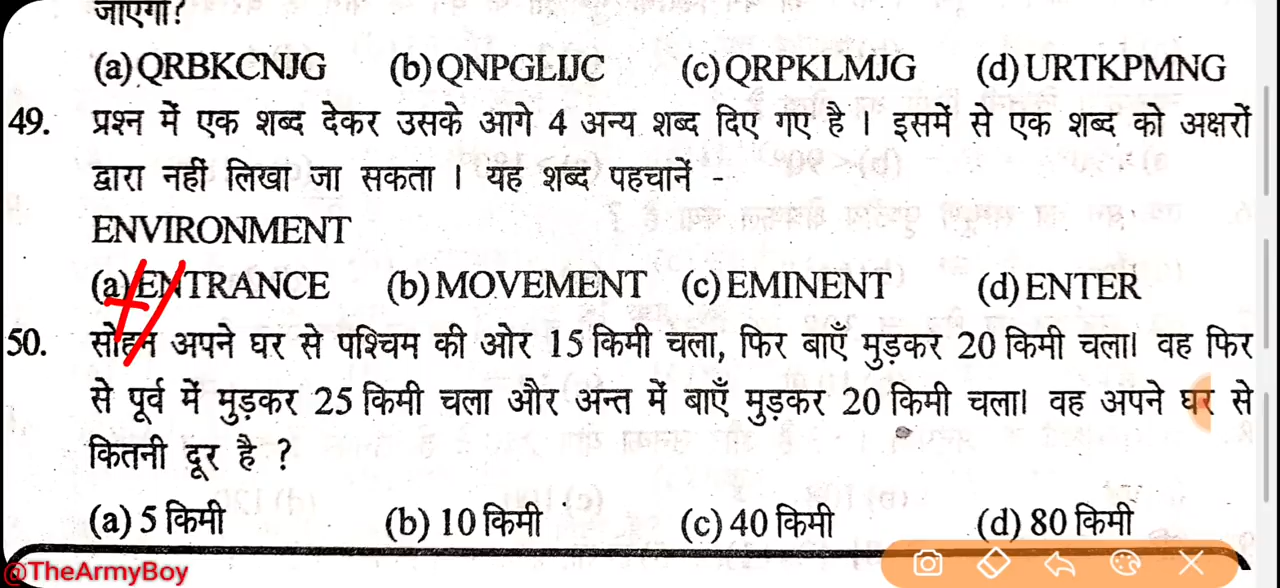 जाएगा?
(a) QRBKCNJG (b) QNPGLIJC (c) QRPKLMJG (d) URTKPMNG
49. प्रश्न में एक शब्द देकर उसके आगे 4 अन्य शब्द दिए गए है । इसमें से एक शब्द को अक्षरों
द्वारा नहीं लिखा जा सकता । यह शब्द पहचानें -
ENVIRONMENT
(a) ENTRANCE (b) MOVEMENT (c) EMINENT (d) ENTER
50. सोहन अपने घर से पश्चिम की ओर 15 किमी चला, फिर बाएँ मुड़कर 20 किमी चला। वह फिर
से पूर्व में मुड़कर 25 किमी चला और अन्त में बाएँ मुड़कर 20 किमी चला। वह अपने घर से
कितनी दूर है ?
(a) 5 किमी (b) 10 किमी (c) 40 किमी (d) 80 किमी
@TheArmyBoy